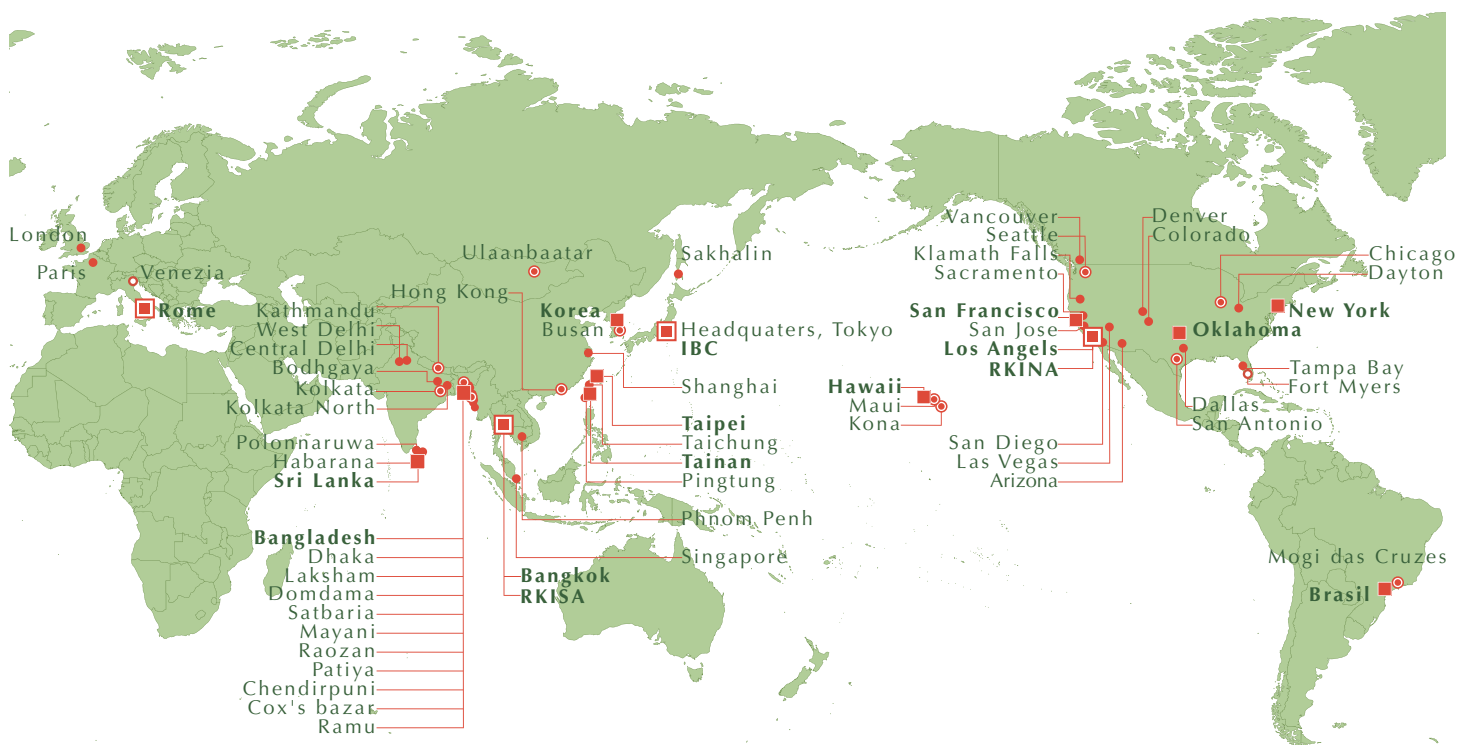 London
Paris
Venezia
Rome
Ulaanbaatar
Sakhalin
Hong Kong
Korea
Busan
Headquaters, Tokyo
IBC
Kathmandu
West Delhi
Central Delhi
Bodhgaya
Kolkata
Kolkata North
Polonnaruwa
Habarana
Sri Lanka
Bangladesh
Dhaka
Laksham
Domdama
Satbaria
Mayani
Raozan
Patiya
Chendirpuni
Cox's bazar
Ramu
Shanghai
Taipei
Taichung
Tainan
Pingtung
Phnom Penh
Singapore
Bangkok
RKISA
Hawaii
Maui
Kona
Vancouver
Seattle
Klamath Falls
Sacramento
San Francisco
San Jose
Los Angels
RKINA
San Diego
Las Vegas
Arizona
Denver
Colorado
Chicago
Dayton
New York
Oklahoma
Tampa Bay
Fort Myers
Dallas
San Antonio
Mogi das Cruzes
Brasil